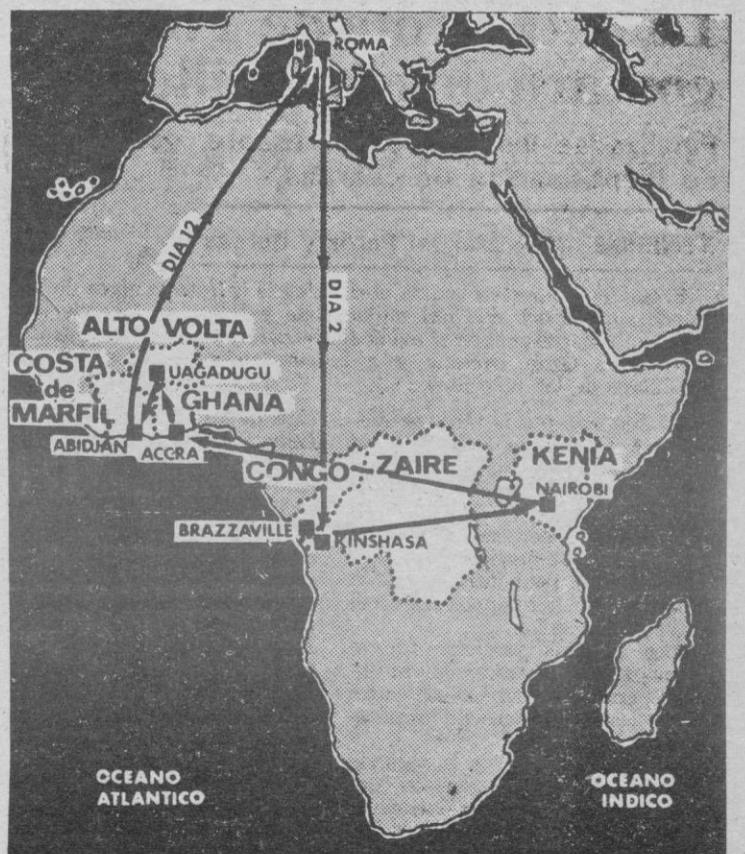 ROMA
DIA 12
DIA 2
ALTO VOLTA
COSTA
de
MARFIL
UAGADUGU
GHANA
ABIDJAN
ACCRA
CONGO
ZAIRE
KENIA
NAIROBI
BRAZZAVILLE
KINSHASA
OCEANO
ATLANTICO
OCEANO
INDICO